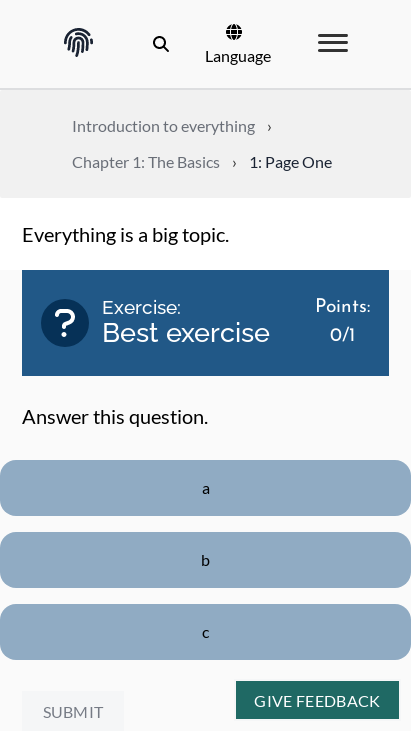 Language
Introduction to everything ›
Chapter 1: The Basics › 1: Page One
Everything is a big topic.
?
Exercise:
Best exercise
Points:
0/1
Answer this question.
a
b
c
SUBMIT
GIVE FEEDBACK